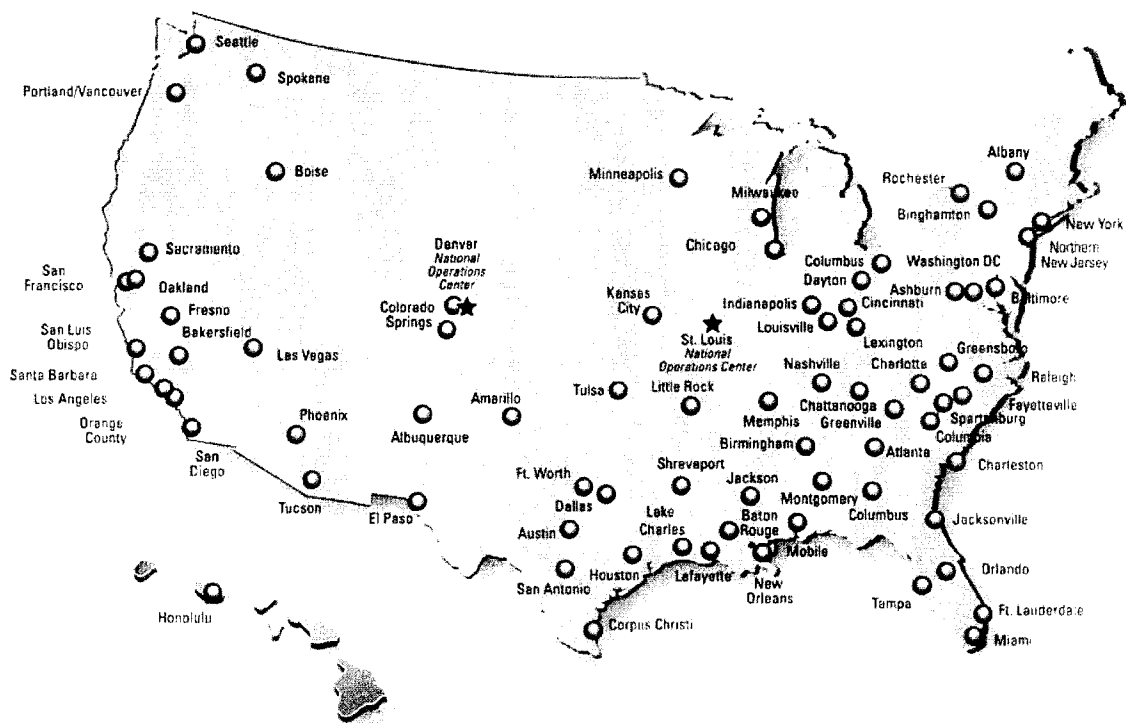 Seattle
Spokane
Portland/Vancouver
Boise
Minneapolis
Milwaukee
Chicago
Albany
Rochester
Binghamton
New York
Northern
New Jersey
Sacramento
San
Francisco
Oakland
Fresno
San Luis
Obispo
Bakersfield
Las Vegas
Santa Barbara
Los Angeles
Orange
County
San
Diego
Phoenix
Tucson
Denver
National
Operations
Center
Colorado
Springs
Kansas
City
St. Louis
National
Operations Center
Columbus
Dayton
Indianapolis
Cincinnati
Louisville
Lexington
Washington DC
Ashburn
Baltimore
Greensboro
Charlotte
Raleigh
Fayetteville
Spartanburg
Columbia
Nashville
Chattanooga
Greenville
Memphis
Little Rock
Tulsa
Amarillo
Albuquerque
El Paso
Birmingham
Atlanta
Charleston
Ft. Worth
Dallas
Shreveport
Jackson
Montgomery
Columbus
Jacksonville
Austin
Lake
Charles
Baton
Rouge
Mobile
San Antonio
Houston
Lafayette
New
Orleans
Orlando
Tampa
Ft. Lauderdale
Miami
Corpus Christi
Honolulu